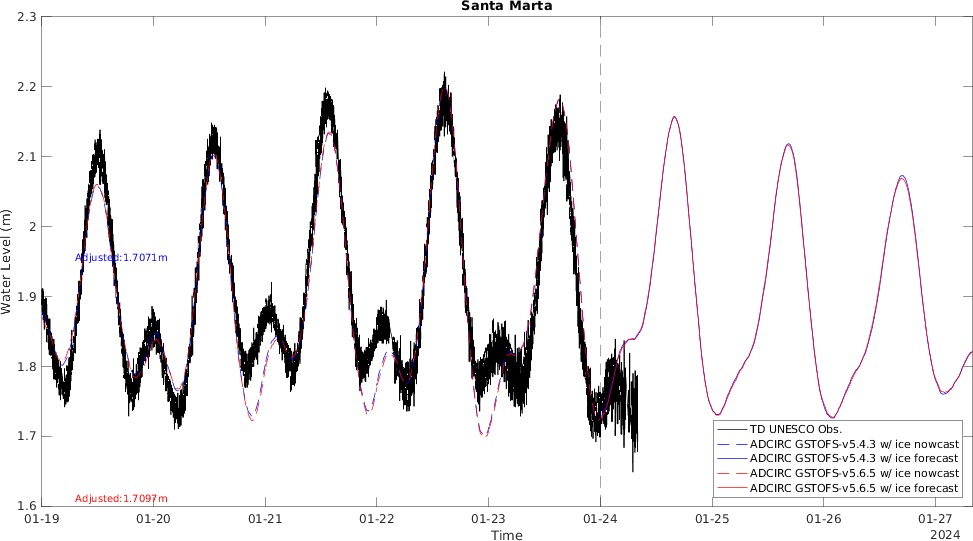 Santa Marta
2.3
2.2
2.1
2
1.9
1.8
1.7
1.6
Water Level (m)
Adjusted:1.7071m
Adjusted:1.7097m
TD UNESCO Obs.
ADCIRC GSTOFS-v5.4.3 w/ ice nowcast
ADCIRC GSTOFS-v5.4.3 w/ ice forecast
ADCIRC GSTOFS-v5.6.5 w/ ice nowcast
ADCIRC GSTOFS-v5.6.5 w/ ice forecast
01-19 01-20 01-21 01-22 01-23 01-24 01-25 01-26 01-27
Time
2024